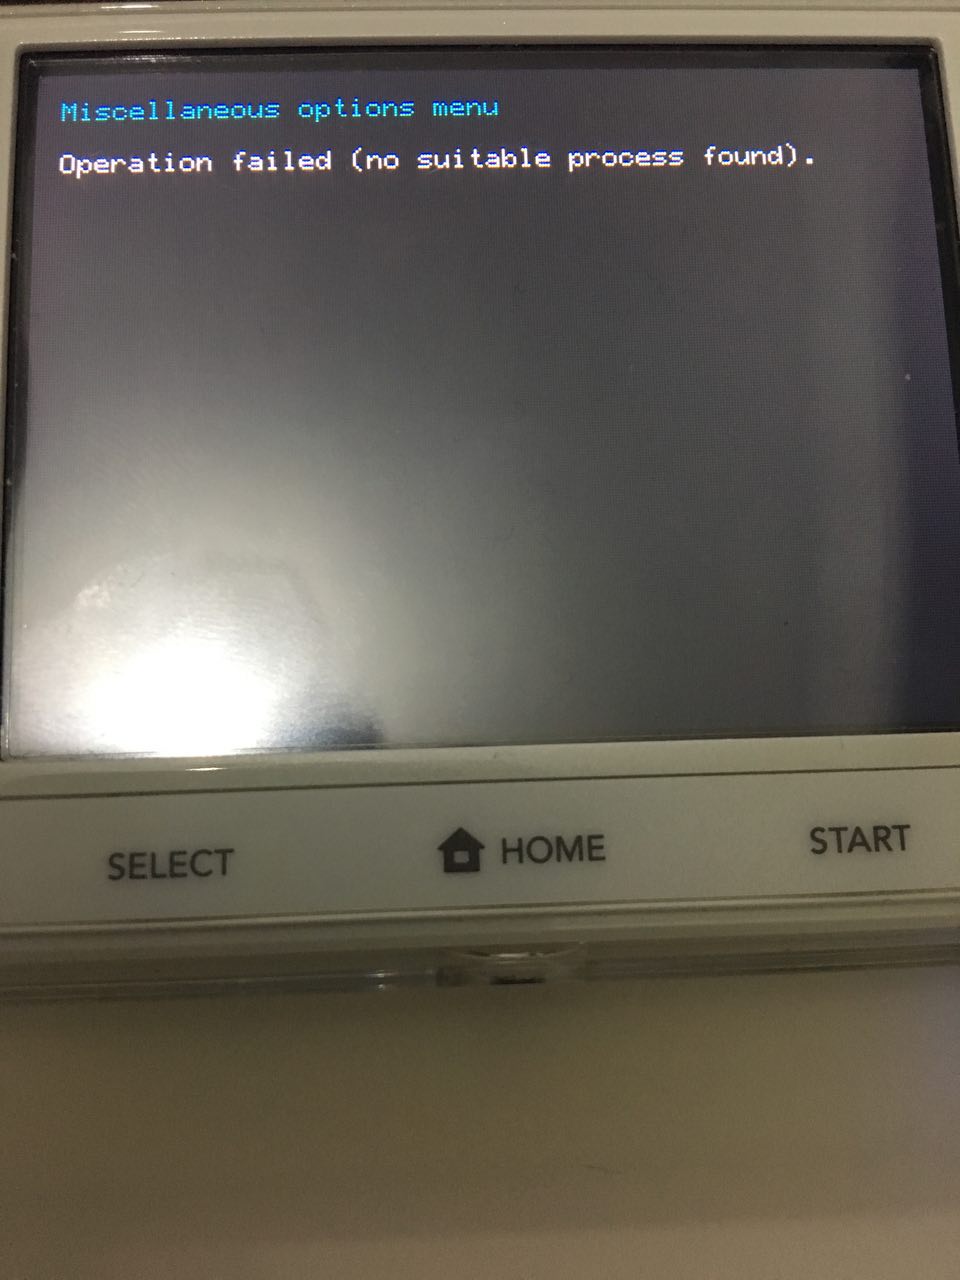 Miscellaneous options menu
Operation failed (no suitable process found).
SELECT
HOME
START